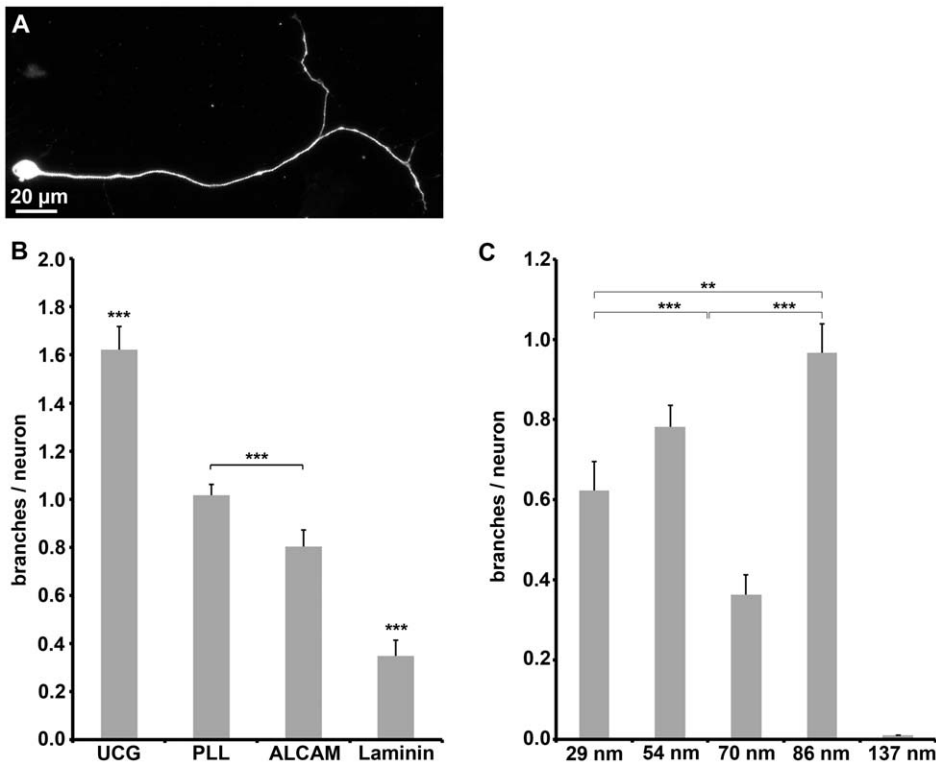 A
20 µm
B
branches / neuron
2.0
1.8
1.6
1.4
1.2
1.0
0.8
0.6
0.4
0.2
0.0
***
***
***
UCG PLL ALCAM Laminin
C
branches / neuron
1.2
1.0
0.8
0.6
0.4
0.2
0.0
**
*** ***
29 nm 54 nm 70 nm 86 nm 137 nm